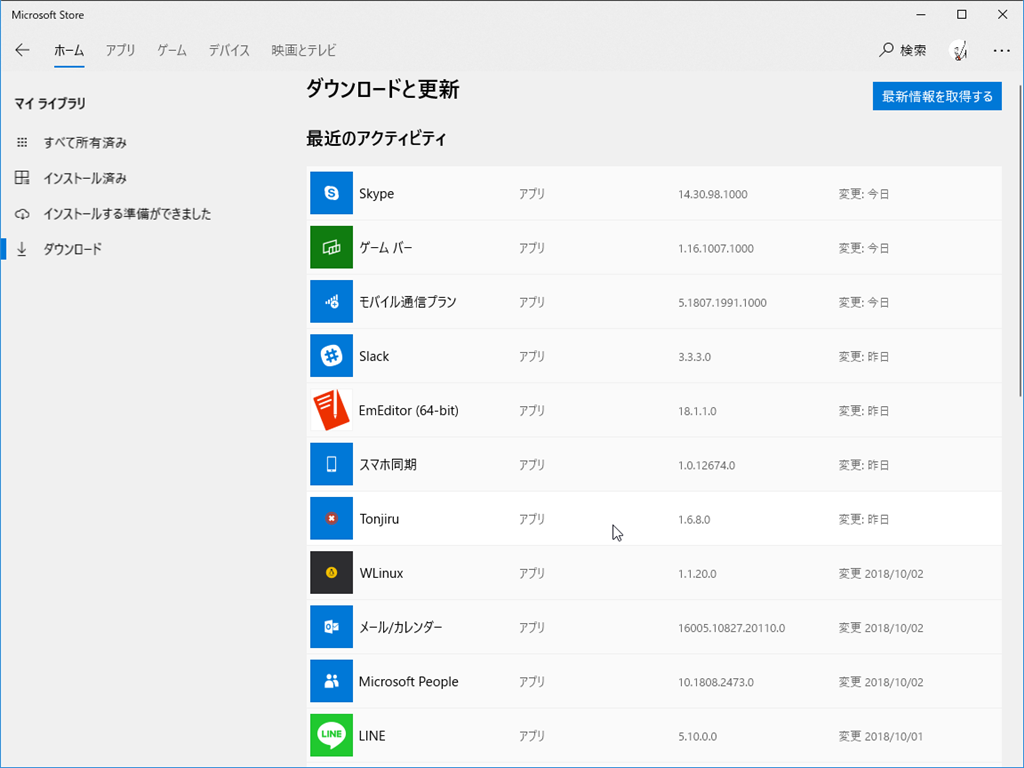 Microsoft Store
ホーム アプリ ゲーム デバイス 映画とテレビ 検索
マイ ライブラリ
すべて所有済み
インストール済み
インストールする準備ができました
ダウンロード
ダウンロードと更新
最新情報を取得する
最近のアクティビティ
Skype アプリ 14.30.98.1000 変更: 今日
ゲーム バー アプリ 1.16.1007.1000 変更: 今日
モバイル通信プラン アプリ 5.1807.1991.1000 変更: 今日
Slack アプリ 3.3.3.0 変更: 昨日
EmEditor (64-bit) アプリ 18.1.1.0 変更: 昨日
スマホ同期 アプリ 1.0.12674.0 変更: 昨日
Tonjiru アプリ 1.6.8.0 変更: 昨日
WLinux アプリ 1.1.20.0 変更 2018/10/02
メール/カレンダー アプリ 16005.10827.20110.0 変更 2018/10/02
Microsoft People アプリ 10.1808.2473.0 変更 2018/10/02
LINE LINE アプリ 5.10.0.0 変更 2018/10/01